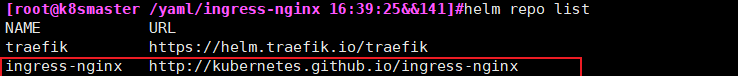 [root@k8smaster /yaml/ingress-nginx 16:39:25&&141]#helm repo list
NAME URL
traefik https://helm.traefik.io/traefik
ingress-nginx http://kubernetes.github.io/ingress-nginx